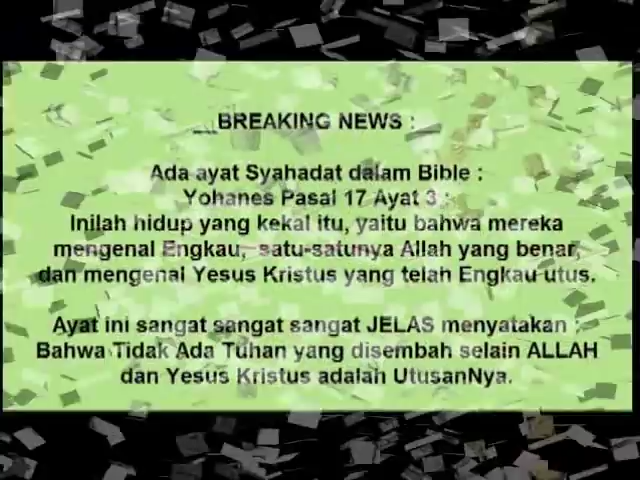 BREAKING NEWS :
Ada ayat Syahadat dalam Bible :
Yohanes Pasal 17 Ayat 3 :
Inilah hidup yang kekal itu, yaitu bahwa mereka
mengenal Engkau, satu-satunya Allah yang benar,
dan mengenal Yesus Kristus yang telah Engkau utus.
Ayat ini sangat sangat sangat JELAS menyatakan :
Bahwa Tidak Ada Tuhan yang disembah selain ALLAH
dan Yesus Kristus adalah UtusanNya.